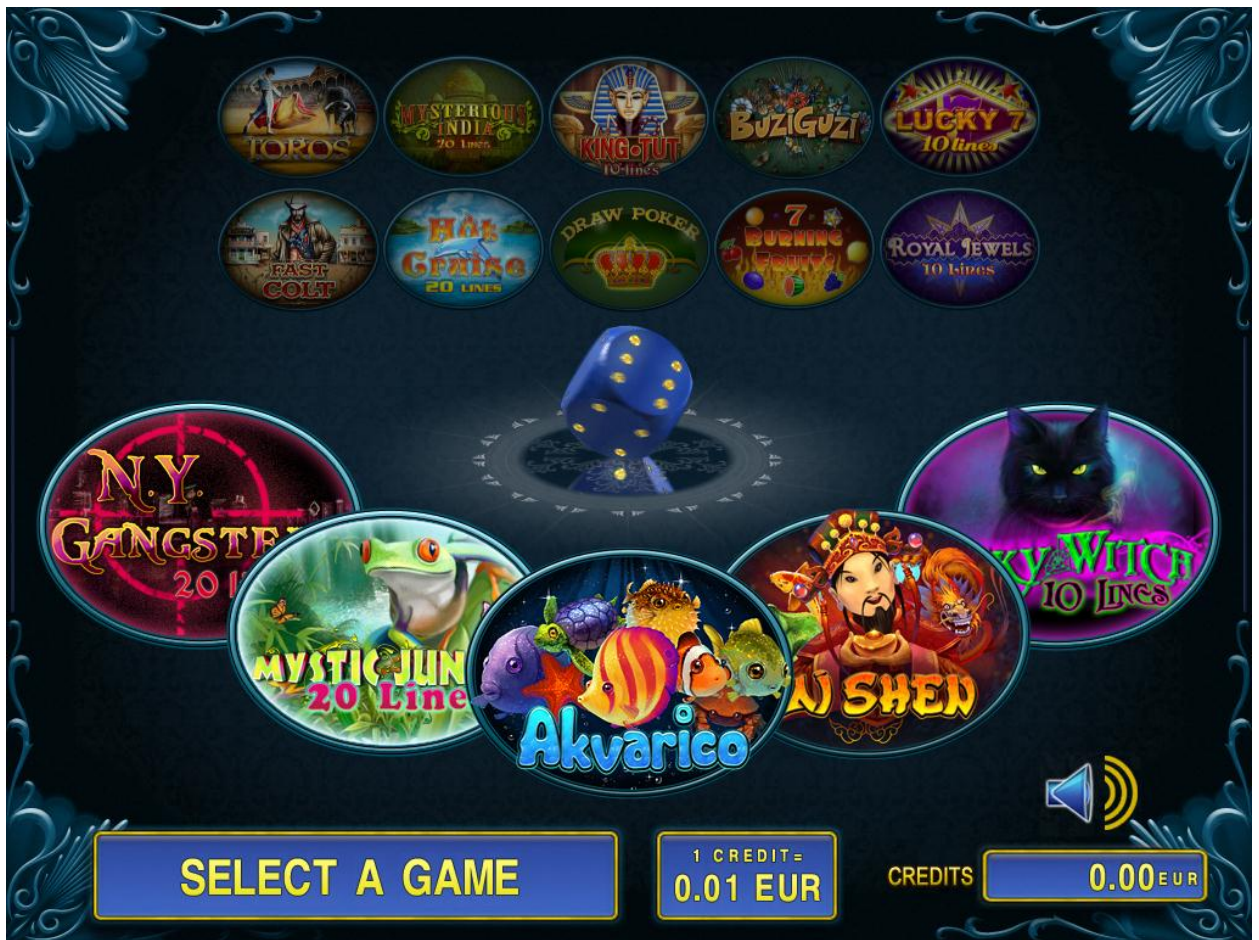 TOROS
MYSTERIOUS
INDIA
20 Lines
KING TUT
10-lines
BUZIGUZI
LUCKY 7
10 lines
FAST
COLT
Hot
Cruise
20 LINES
DRAW POKER
7
BURNING
FRUITS
ROYAL JEWELS
10 LINES
N.Y.
GANGSTE
20 l
MYSTIC JUN
20 Line
Akvarico
N SHEN
KY WITCH
10 LINES
SELECT A GAME
1 CREDIT=
0.01 EUR
CREDITS
0.00 EUR